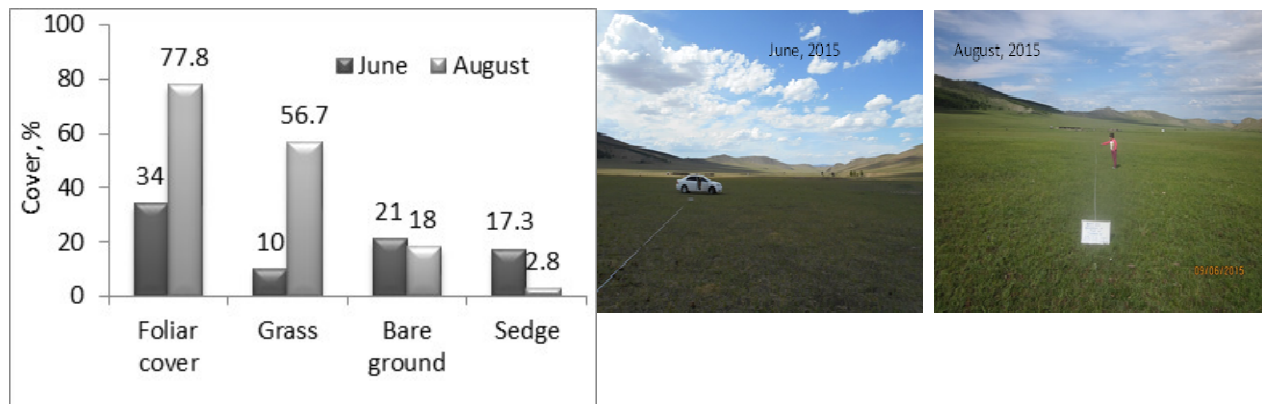 100
80
60
40
20
0
Cover, %
June August
34
77.8
10
56.7
21
18
17.3
2.8
Foliar
cover
Grass
Bare
ground
Sedge
June, 2015
August, 2015